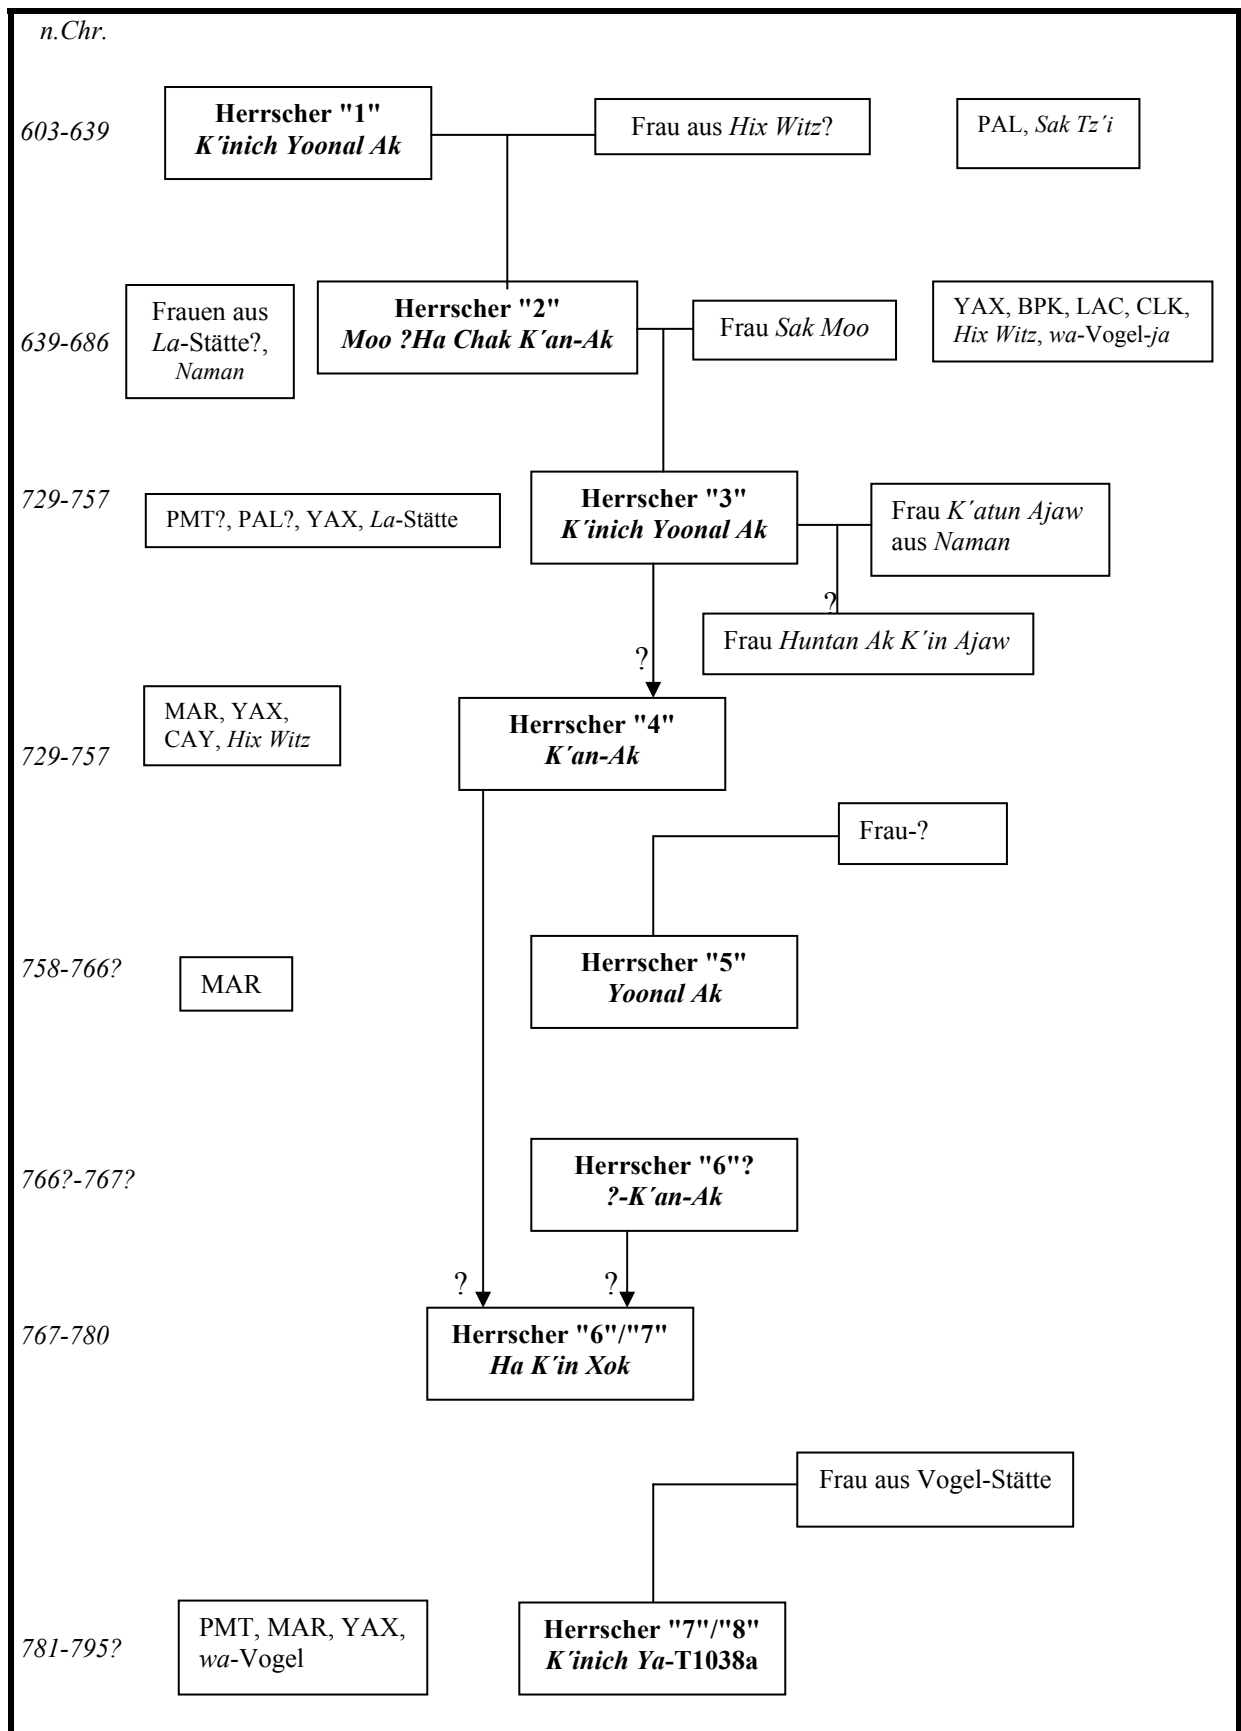 n.Chr.
603-639
Herrscher "1"
K´inich Yoonal Ak
Frau aus Hix Witz?
PAL, Sak Tz´i
639-686
Frauen aus
La-Stätte?,
Naman
Herrscher "2"
Moo ?Ha Chak K´an-Ak
Frau Sak Moo
YAX, BPK, LAC, CLK,
Hix Witz, wa-Vogel-ja
729-757
PMT?, PAL?, YAX, La-Stätte
Herrscher "3"
K´inich Yoonal Ak
Frau K´atun Ajaw
aus Naman
?
Frau Huntan Ak K´in Ajaw
?
729-757
MAR, YAX,
CAY, Hix Witz
Herrscher "4"
K´an-Ak
Frau-?
758-766?
MAR
Herrscher "5"
Yoonal Ak
766?-767?
Herrscher "6"?
?-K´an-Ak
? ?
767-780
Herrscher "6"/"7"
Ha K´in Xok
Frau aus Vogel-Stätte
781-795?
PMT, MAR, YAX,
wa-Vogel
Herrscher "7"/"8"
K´inich Ya-T1038a